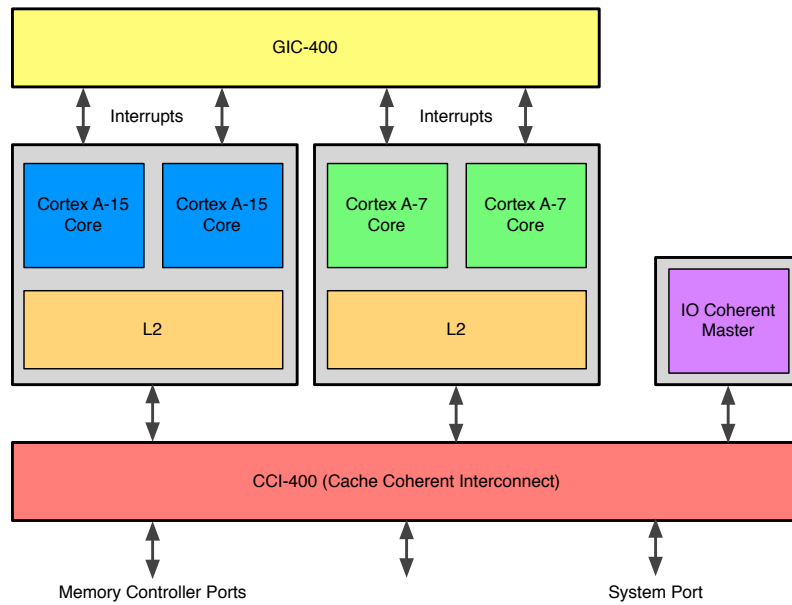 GIC-400
Interrupts
Interrupts
Cortex A-15
Core
Cortex A-15
Core
Cortex A-7
Core
Cortex A-7
Core
L2
L2
IO Coherent
Master
CCI-400 (Cache Coherent Interconnect)
Memory Controller Ports
System Port